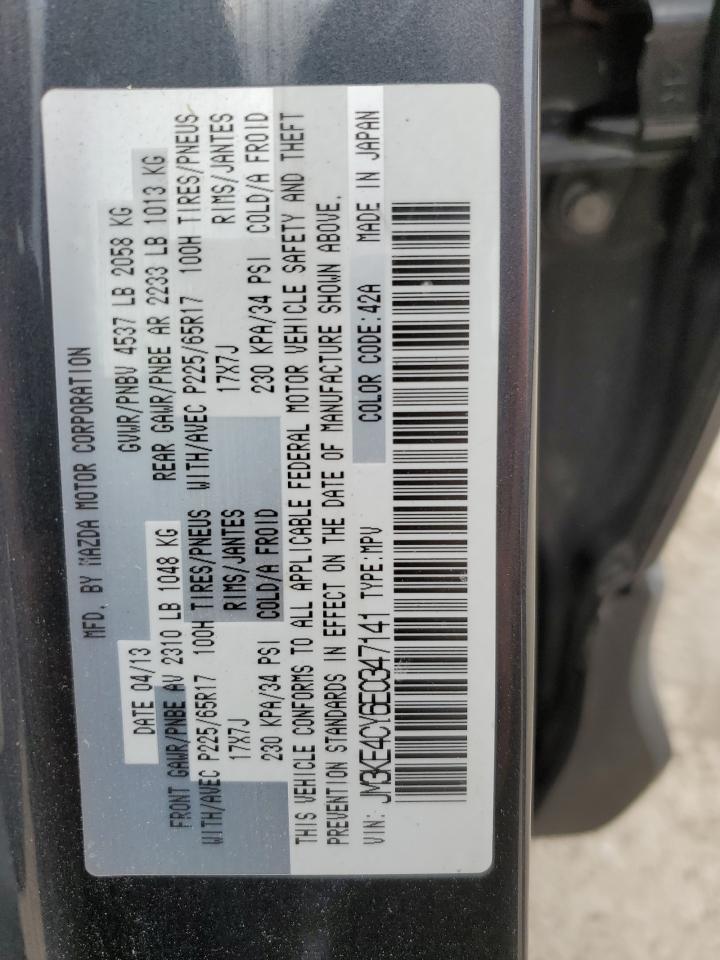 MFD. BY MAZDA MOTOR CORPORATION
DATE 04/13 GVWR/PNBV 4537 LB 2058 KG
FRONT GAWR/PNBE AV 2310 LB 1048 KG REAR GAWR/PNBE AR 2233 LB 1013 KG
WITH/AVEC P225/65R17 100H TIRES/PNEUS WITH/AVEC P225/65R17 100H TIRES/PNEUS
17X7J RIMS/JANTES 17X7J RIMS/JANTES
230 KPA/34 PSI COLD/A FROID 230 KPA/34 PSI COLD/A FROID
THIS VEHICLE CONFORMS TO ALL APPLICABLE FEDERAL MOTOR VEHICLE SAFETY AND THEFT
PREVENTION STANDARDS IN EFFECT ON THE DATE OF MANUFACTURE SHOWN ABOVE.
VIN: JM3KE4CY6E0347141 TYPE:MPV COLOR CODE:42A MADE IN JAPAN